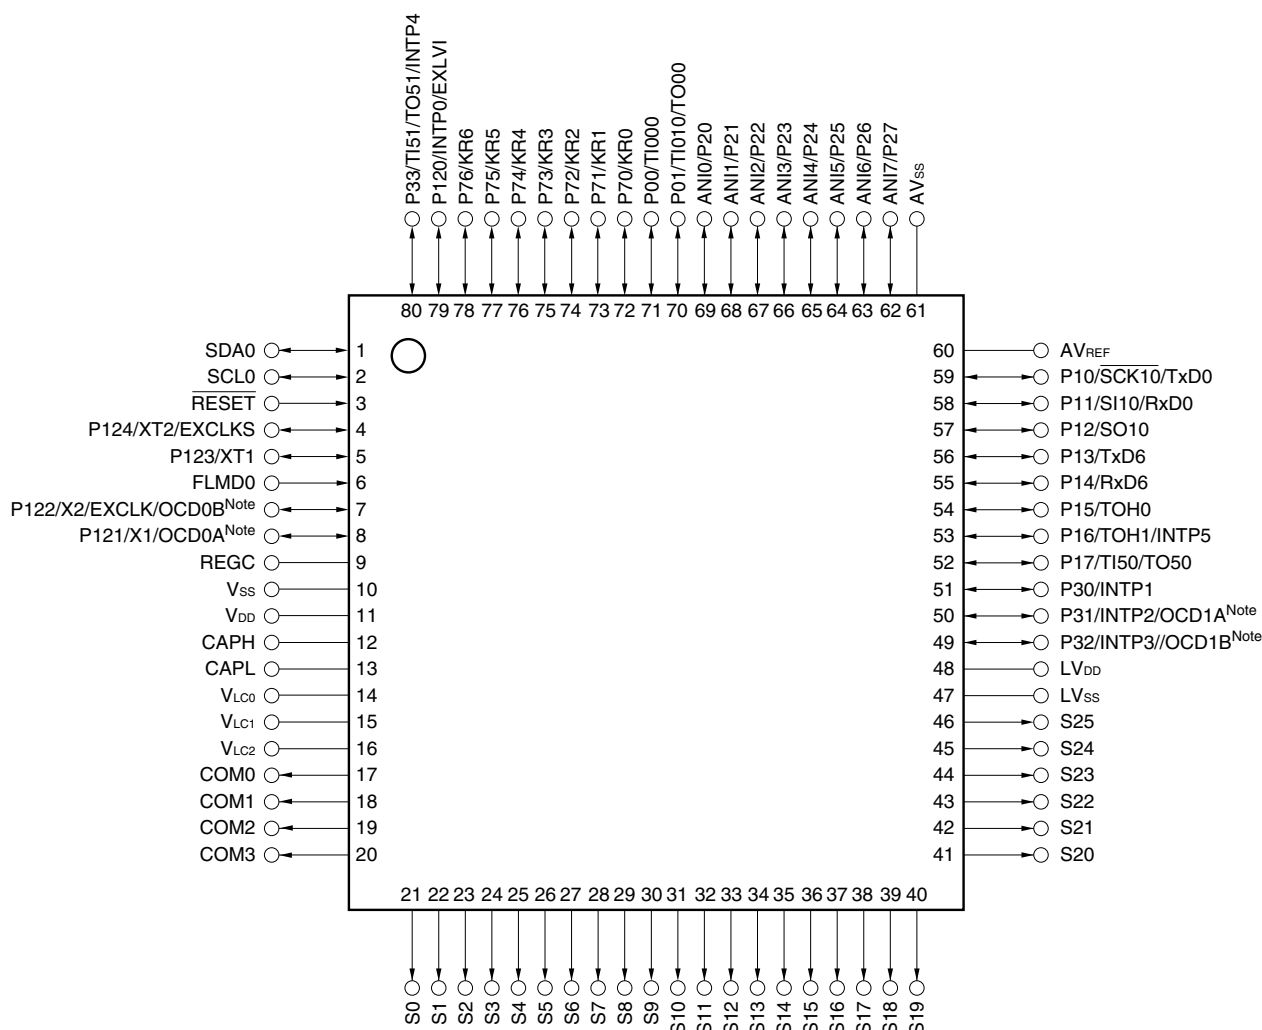 P33/TI51/TO51/INTP4
P120/INTP0/EXLVI
P76/KR6
P75/KR5
P74/KR4
P73/KR3
P72/KR2
P71/KR1
P70/KR0
P00/TI000
P01/TI010/TO00
ANI0/P20
ANI1/P21
ANI2/P22
ANI3/P23
ANI4/P24
ANI5/P25
ANI6/P26
ANI7/P27
AVSS
80 79 78 77 76 75 74 73 72 71 70 69 68 67 66 65 64 63 62 61
SDA0 1
SCL0 2
RESET 3
P124/XT2/EXCLKS 4
P123/XT1 5
FLMD0 6
P122/X2/EXCLK/OCD0BNote 7
P121/X1/OCD0ANote 8
REGC 9
VSS 10
VDD 11
CAPH 12
CAPL 13
VLC0 14
VLC1 15
VLC2 16
COM0 17
COM1 18
COM2 19
COM3 20
60 AVREF
59 P10/SCK10/TxD0
58 P11/SI10/RxD0
57 P12/SO10
56 P13/TxD6
55 P14/RxD6
54 P15/TOH0
53 P16/TOH1/INTP5
52 P17/TI50/TO50
51 P30/INTP1
50 P31/INTP2/OCD1ANote
49 P32/INTP3//OCD1BNote
48 LVDD
47 LVSS
46 S25
45 S24
44 S23
43 S22
42 S21
41 S20
21 22 23 24 25 26 27 28 29 30 31 32 33 34 35 36 37 38 39 40
S0
S1
S2
S3
S4
S5
S6
S7
S8
S9
S10
S11
S12
S13
S14
S15
S16
S17
S18
S19